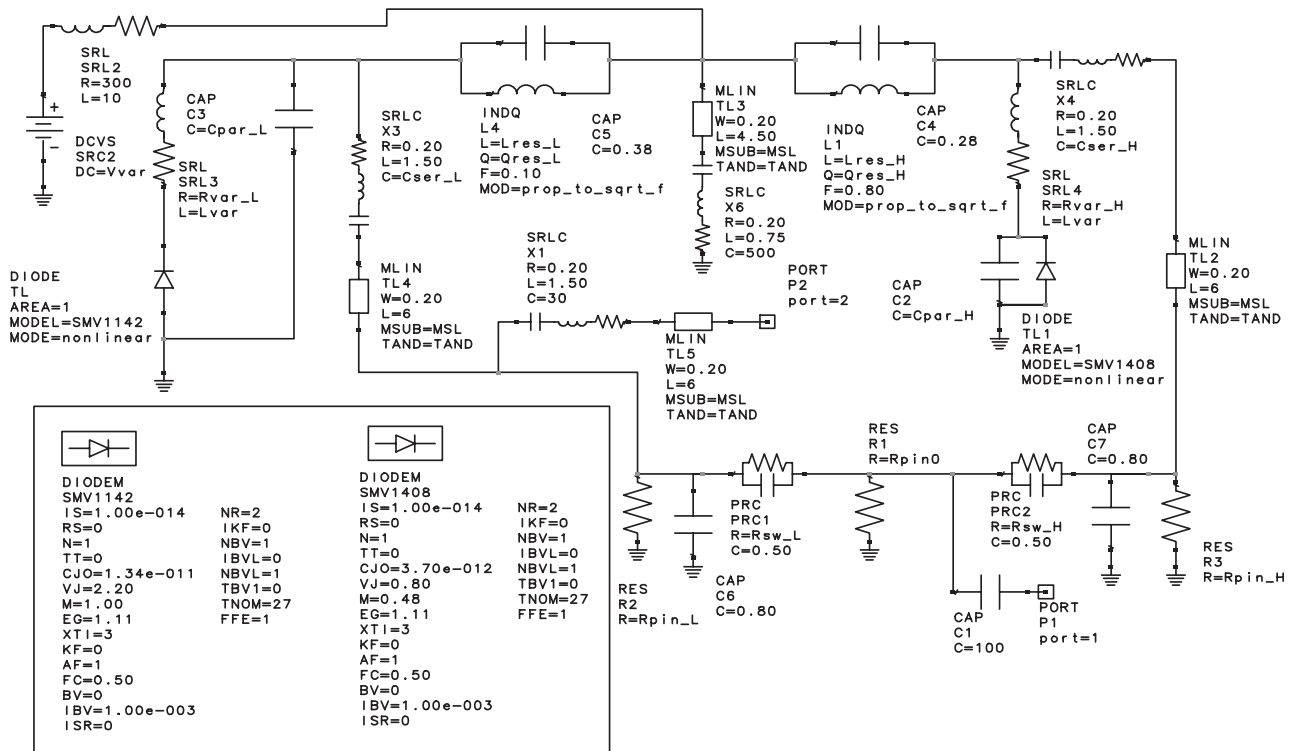 SRL
SRL2
R=300
L=10
+
−
DCVS
SRC2
DC=Vvar
CAP
C3
C=Cpar_L
SRL
SRL3
R=Rvar_L
L=Lvar
DIODE
TL
AREA=1
MODEL=SMV1142
MODE=nonlinear
SRLC
X3
R=0.20
L=1.50
C=Cser_L
MLIN
TL4
W=0.20
L=6
MSUB=MSL
TAND=TAND
INDQ
L4
L=Lres_L
Q=Qres_L
F=0.10
MOD=prop_to_sqrt_f
CAP
C5
C=0.38
MLIN
TL3
W=0.20
L=4.50
MSUB=MSL
TAND=TAND
SRLC
X6
R=0.20
L=0.75
C=500
INDQ
L1
L=Lres_H
Q=Qres_H
F=0.80
MOD=prop_to_sqrt_f
CAP
C4
C=0.28
SRLC
X4
R=0.20
L=1.50
C=Cser_H
SRL
SRL4
R=Rvar_H
L=Lvar
MLIN
TL2
W=0.20
L=6
MSUB=MSL
TAND=TAND
CAP
C2
C=Cpar_H
DIODE
TL1
AREA=1
MODEL=SMV1408
MODE=nonlinear
SRLC
X1
R=0.20
L=1.50
C=30
PORT
P2
port=2
MLIN
TL5
W=0.20
L=6
MSUB=MSL
TAND=TAND
RES
R1
R=Rpin0
CAP
C7
C=0.80
PRC
PRC1
R=Rsw_L
C=0.50
PRC
PRC2
R=Rsw_H
C=0.50
RES
R2
R=Rpin_L
CAP
C6
C=0.80
CAP
C1
C=100
PORT
P1
port=1
RES
R3
R=Rpin_H
DIODEM
SMV1142
IS=1.00e-014
RS=0
N=1
TT=0
CJO=1.34e-011
VJ=2.20
M=1.00
EG=1.11
XTI=3
KF=0
AF=1
FC=0.50
BV=0
IBV=1.00e-003
ISR=0
NR=2
IKF=0
NBV=1
IBVL=0
NBVL=1
TBV1=0
TNOM=27
FFE=1
DIODEM
SMV1408
IS=1.00e-014
RS=0
N=1
TT=0
CJO=3.70e-012
VJ=0.80
M=0.48
EG=1.11
XTI=3
KF=0
AF=1
FC=0.50
BV=0
IBV=1.00e-003
ISR=0
NR=2
IKF=0
NBV=1
IBVL=0
NBVL=1
TBV1=0
TNOM=27
FFE=1